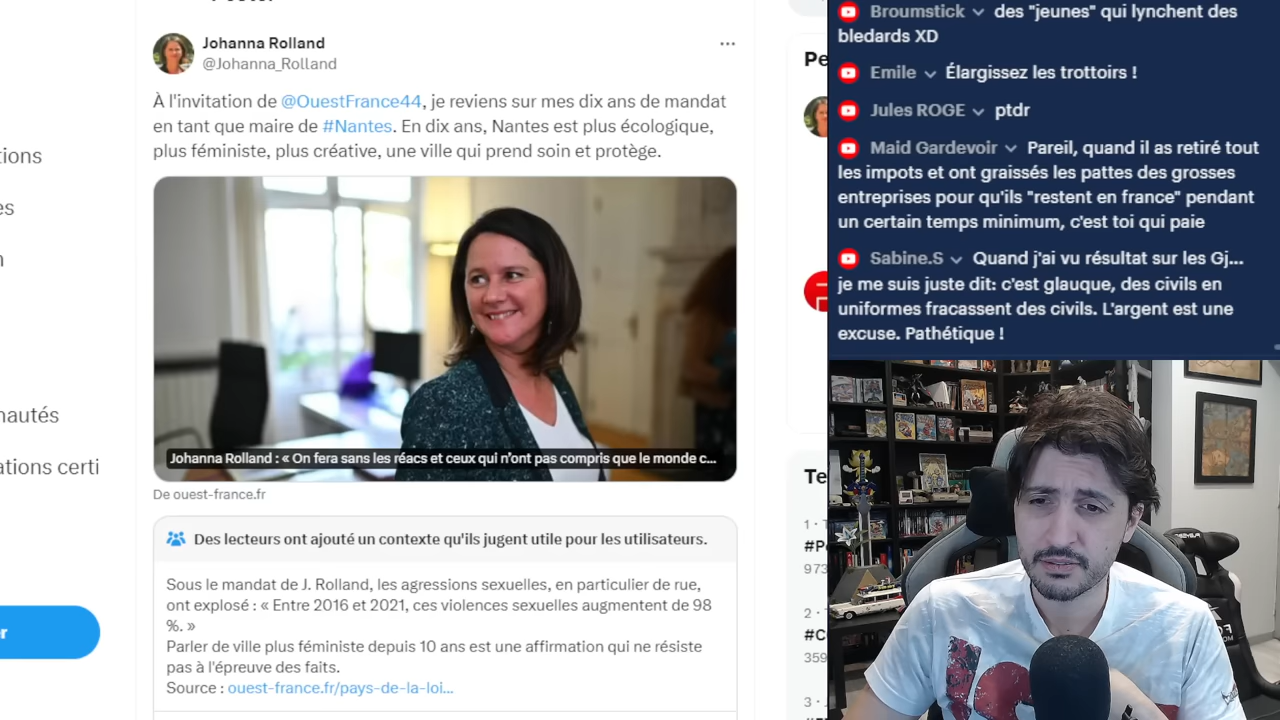 Johanna Rolland
@Johanna_Rolland
À l'invitation de @OuestFrance44, je reviens sur mes dix ans de mandat
en tant que maire de #Nantes. En dix ans, Nantes est plus écologique,
plus féministe, plus créative, une ville qui prend soin et protège.
Johanna Rolland : « On fera sans les réacs et ceux qui n'ont pas compris que le monde c...
De ouest-france.fr
Des lecteurs ont ajouté un contexte qu'ils jugent utile pour les utilisateurs.
Sous le mandat de J. Rolland, les agressions sexuelles, en particulier de rue,
ont explosé : « Entre 2016 et 2021, ces violences sexuelles augmentent de 98
%. »
Parler de ville plus féministe depuis 10 ans est une affirmation qui ne résiste
pas à l'épreuve des faits.
Source : ouest-france.fr/pays-de-la-loi...
tions
es
n
nautés
ations certi
r
Pe
Te
1 ·
#P
973
2 ·
#C
359
3 ·
Broumstick des "jeunes" qui lynchent des
bledards XD
Emile Élargissez les trottoirs !
Jules ROGE ptdr
Maid Gardevoir Pareil, quand il as retiré tout
les impots et ont graissés les pattes des grosses
entreprises pour qu'ils "restent en france" pendant
un certain temps minimum, c'est toi qui paie
Sabine.S Quand j'ai vu résultat sur les Gj...
je me suis juste dit: c'est glauque, des civils en
uniformes fracassent des civils. L'argent est une
excuse. Pathétique !